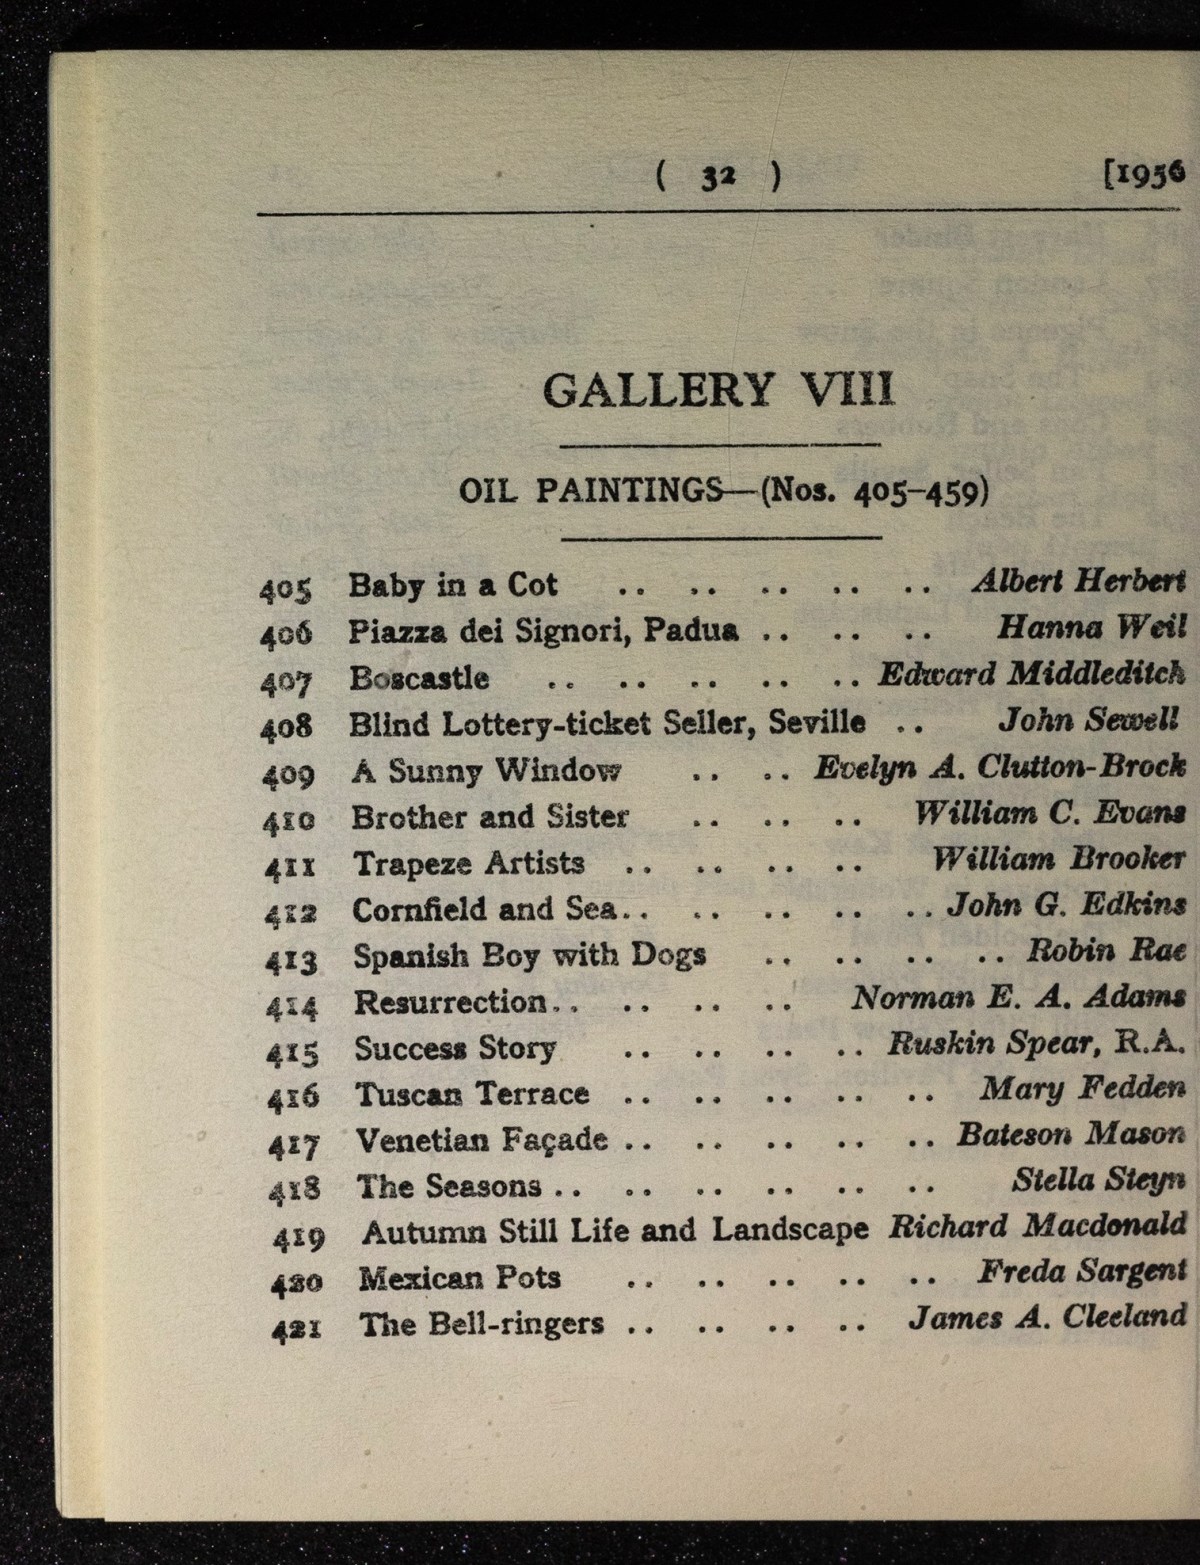 ( 32 ) [1956
GALLERY VIII
OIL PAINTINGS—(Nos. 405–459)
405 Baby in a Cot .. .. .. .. .. Albert Herbert
406 Piazza dei Signori, Padua .. .. .. Hanna Weil
407 Boscastle .. .. .. .. .. Edward Middleditch
408 Blind Lottery-ticket Seller, Seville .. John Sewell
409 A Sunny Window .. .. Evelyn A. Clutton-Brock
410 Brother and Sister .. .. .. William C. Evans
411 Trapeze Artists .. .. .. .. William Brooker
412 Cornfield and Sea .. .. .. .. .. John G. Edkins
413 Spanish Boy with Dogs .. .. .. .. Robin Rae
414 Resurrection .. .. .. .. Norman E. A. Adams
415 Success Story .. .. .. .. Ruskin Spear, R.A.
416 Tuscan Terrace .. .. .. .. .. Mary Fedden
417 Venetian Façade .. .. .. .. .. Bateson Mason
418 The Seasons .. .. .. .. .. .. Stella Steyn
419 Autumn Still Life and Landscape Richard Macdonald
420 Mexican Pots .. .. .. .. .. Freda Sargent
421 The Bell-ringers .. .. .. .. James A. Cleeland